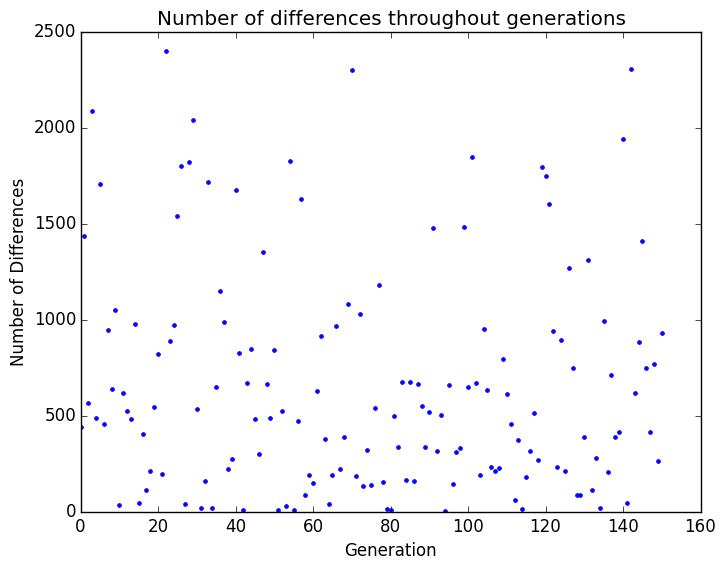 Number of differences throughout generations
2500
2000
1500
1000
500
0
Number of Differences
0 20 40 60 80 100 120 140 160
Generation